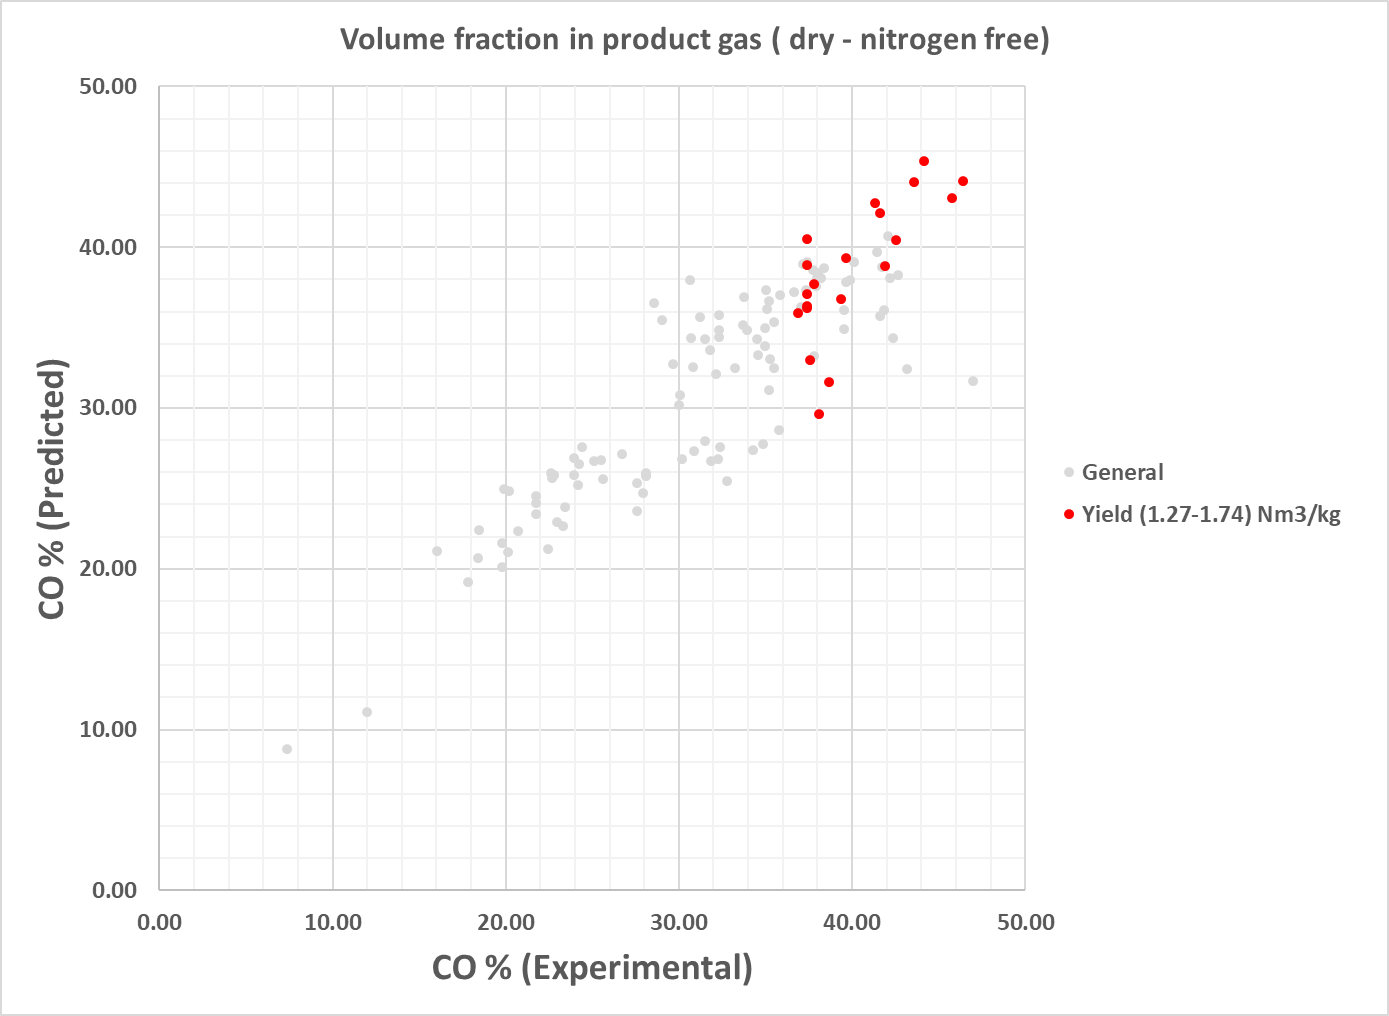 Volume fraction in product gas ( dry - nitrogen free)
50.00
40.00
30.00
20.00
10.00
0.00
CO % (Predicted)
0.00 10.00 20.00 30.00 40.00 50.00
CO % (Experimental)
General
Yield (1.27-1.74) Nm3/kg